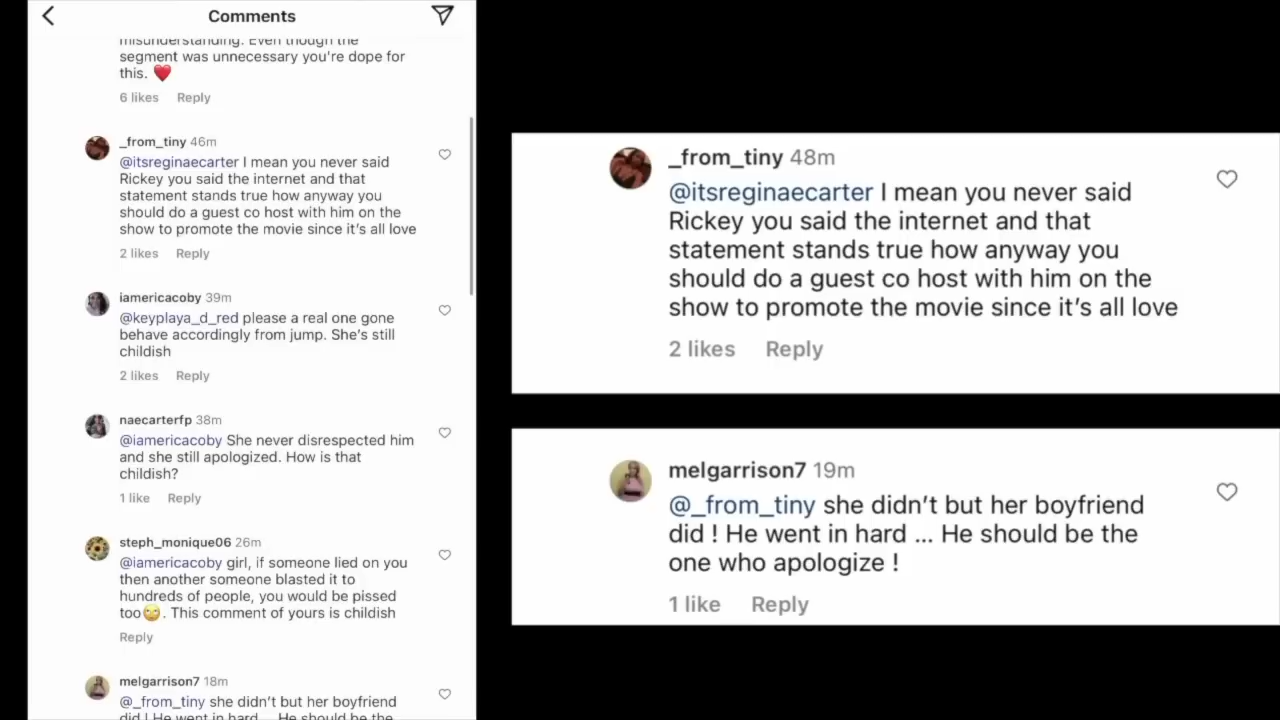 Comments
misunderstanding. Even though the
segment was unnecessary you're dope for
this. ❤️
6 likes Reply
_from_tiny 46m
@itsreginaecarter I mean you never said
Rickey you said the internet and that
statement stands true how anyway you
should do a guest co host with him on the
show to promote the movie since it's all love
2 likes Reply
iamericacoby 39m
@keyplaya_d_red please a real one gone
behave accordingly from jump. She's still
childish
2 likes Reply
naecarterfp 38m
@iamericacoby She never disrespected him
and she still apologized. How is that
childish?
1 like Reply
steph_monique06 26m
@iamericacoby girl, if someone lied on you
then another someone blasted it to
hundreds of people, you would be pissed
too🙄. This comment of yours is childish
Reply
melgarrison7 18m
@_from_tiny she didn't but her boyfriend
did ! He went in hard ... He should be the
_from_tiny 48m
@itsreginaecarter I mean you never said
Rickey you said the internet and that
statement stands true how anyway you
should do a guest co host with him on the
show to promote the movie since it's all love
2 likes Reply
melgarrison7 19m
@_from_tiny she didn't but her boyfriend
did ! He went in hard ... He should be the
one who apologize !
1 like Reply